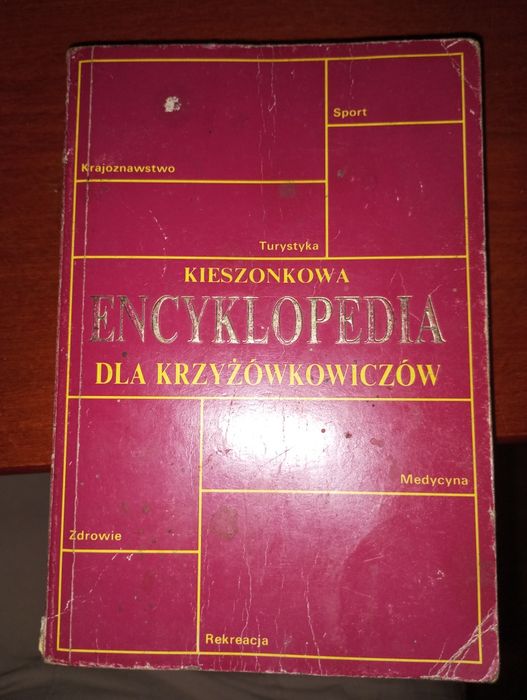 Sport
Krajoznawstwo
Turystyka
KIESZONKOWA
ENCYKLOPEDIA
DLA KRZYŻÓWKOWICZÓW
Medycyna
Zdrowie
Rekreacja